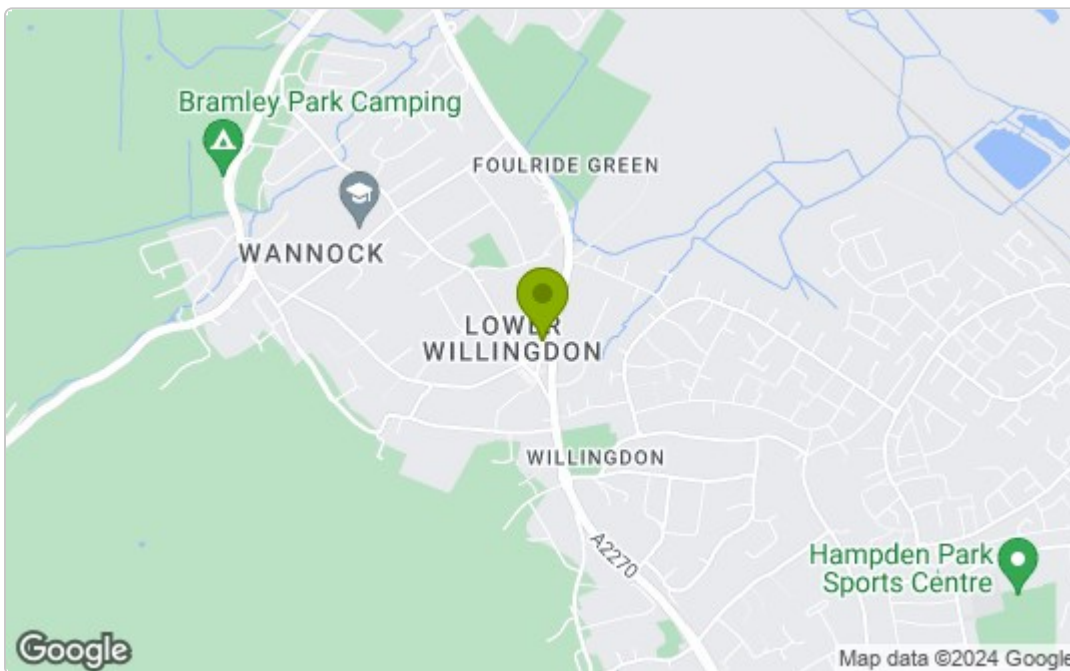 Bramley Park Camping
FOULRIDE GREEN
WANNOCK
LOWER
WILLINGDON
WILLINGDON
A2270
Hampden Park
Sports Centre
Google
Map data ©2024 Google